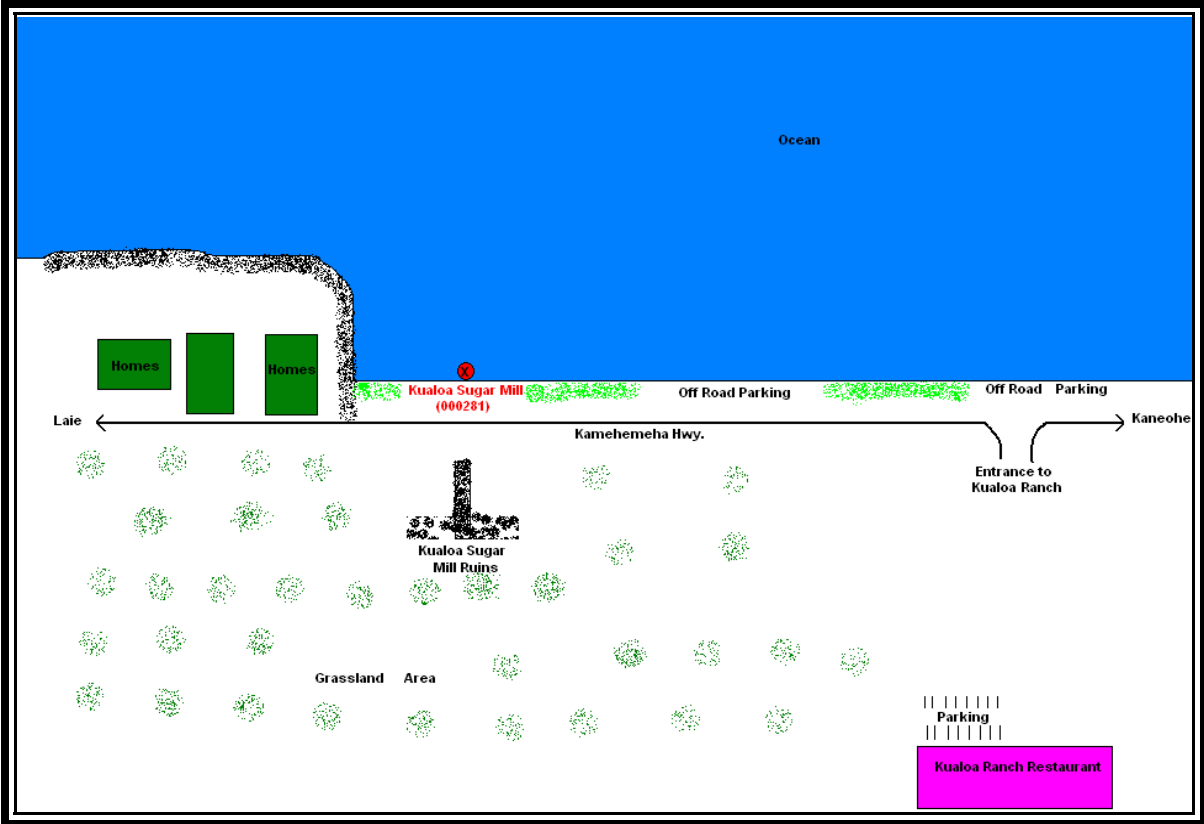 Ocean
Homes
Homes
X
Kualoa Sugar Mill
(000281)
Off Road Parking
Off Road Parking
Laie
Kaneohe
Kamehemeha Hwy.
Entrance to
Kualoa Ranch
Kualoa Sugar
Mill Ruins
Grassland Area
Parking
Kualoa Ranch Restaurant